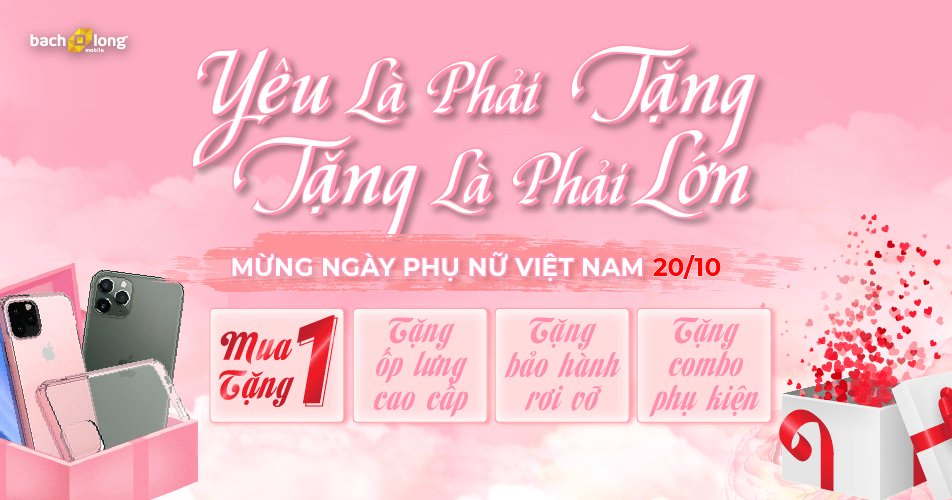 bach long
mobile
Yêu Là Phải Tặng
Tặng Là Phải Lớn
MỪNG NGÀY PHỤ NỮ VIỆT NAM 20/10
Mua 1
Tặng
Tặng
ốp lưng
cao cấp
Tặng
bảo hành
rơi vỡ
Tặng
combo
phụ kiện